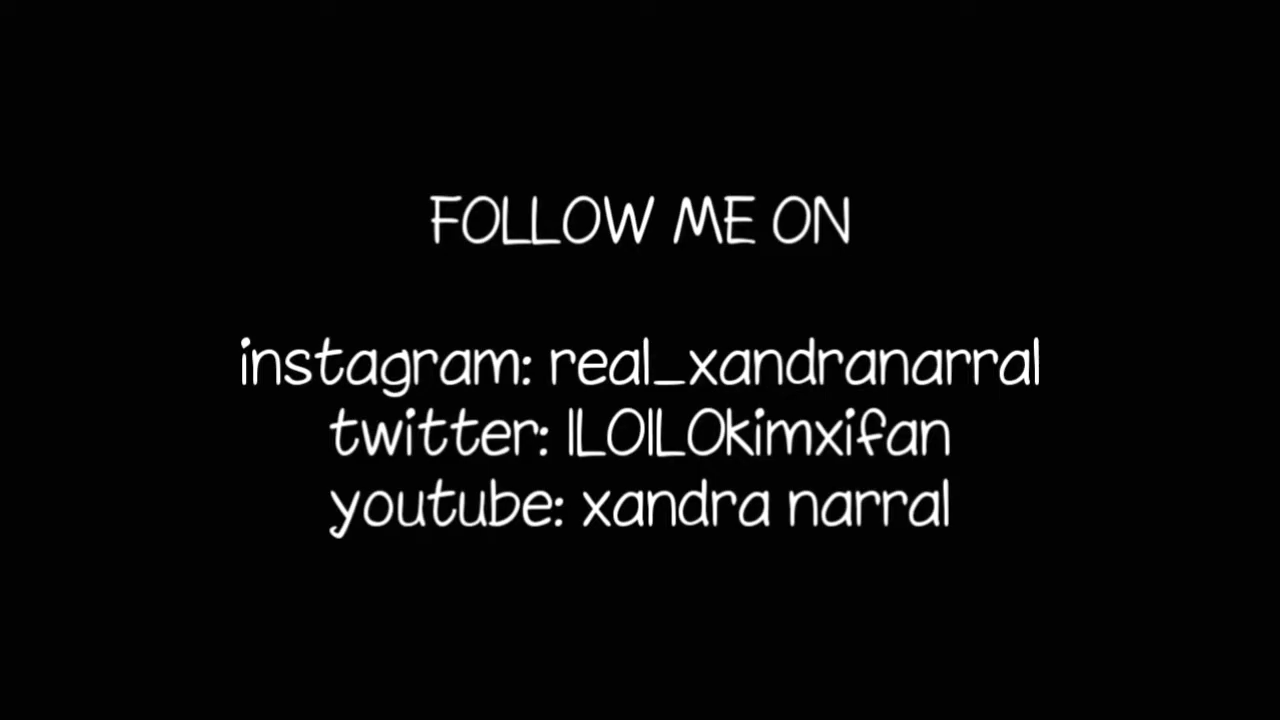 FOLLOW ME ON
instagram: real_xandranarral
twitter: lLOlLOkimxifan
youtube: xandra narral